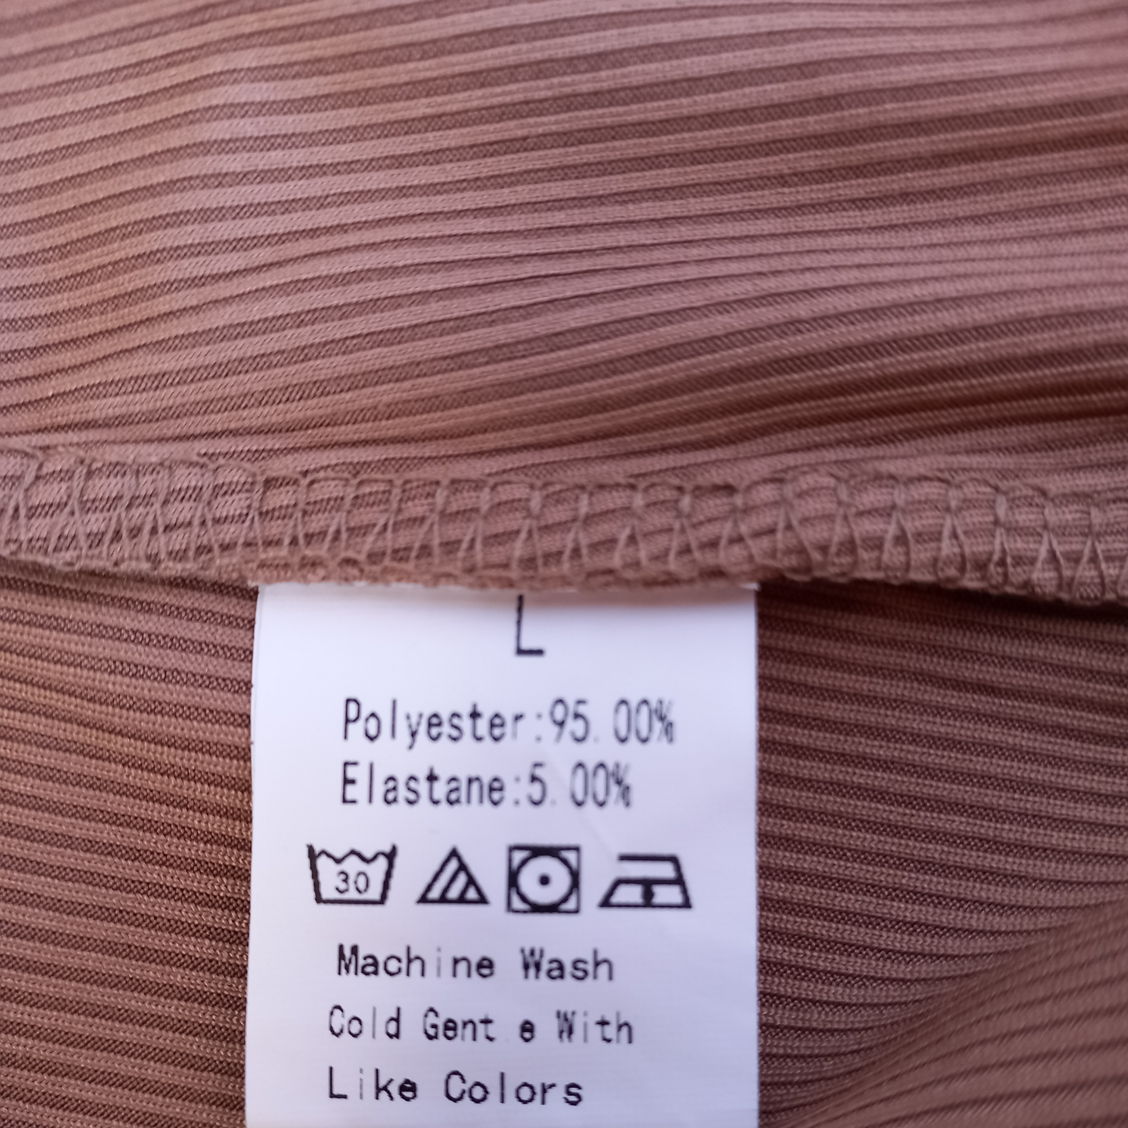 L
Polyester:95.00%
Elastane:5.00%
30
Machine Wash
Cold Gent e With
Like Colors